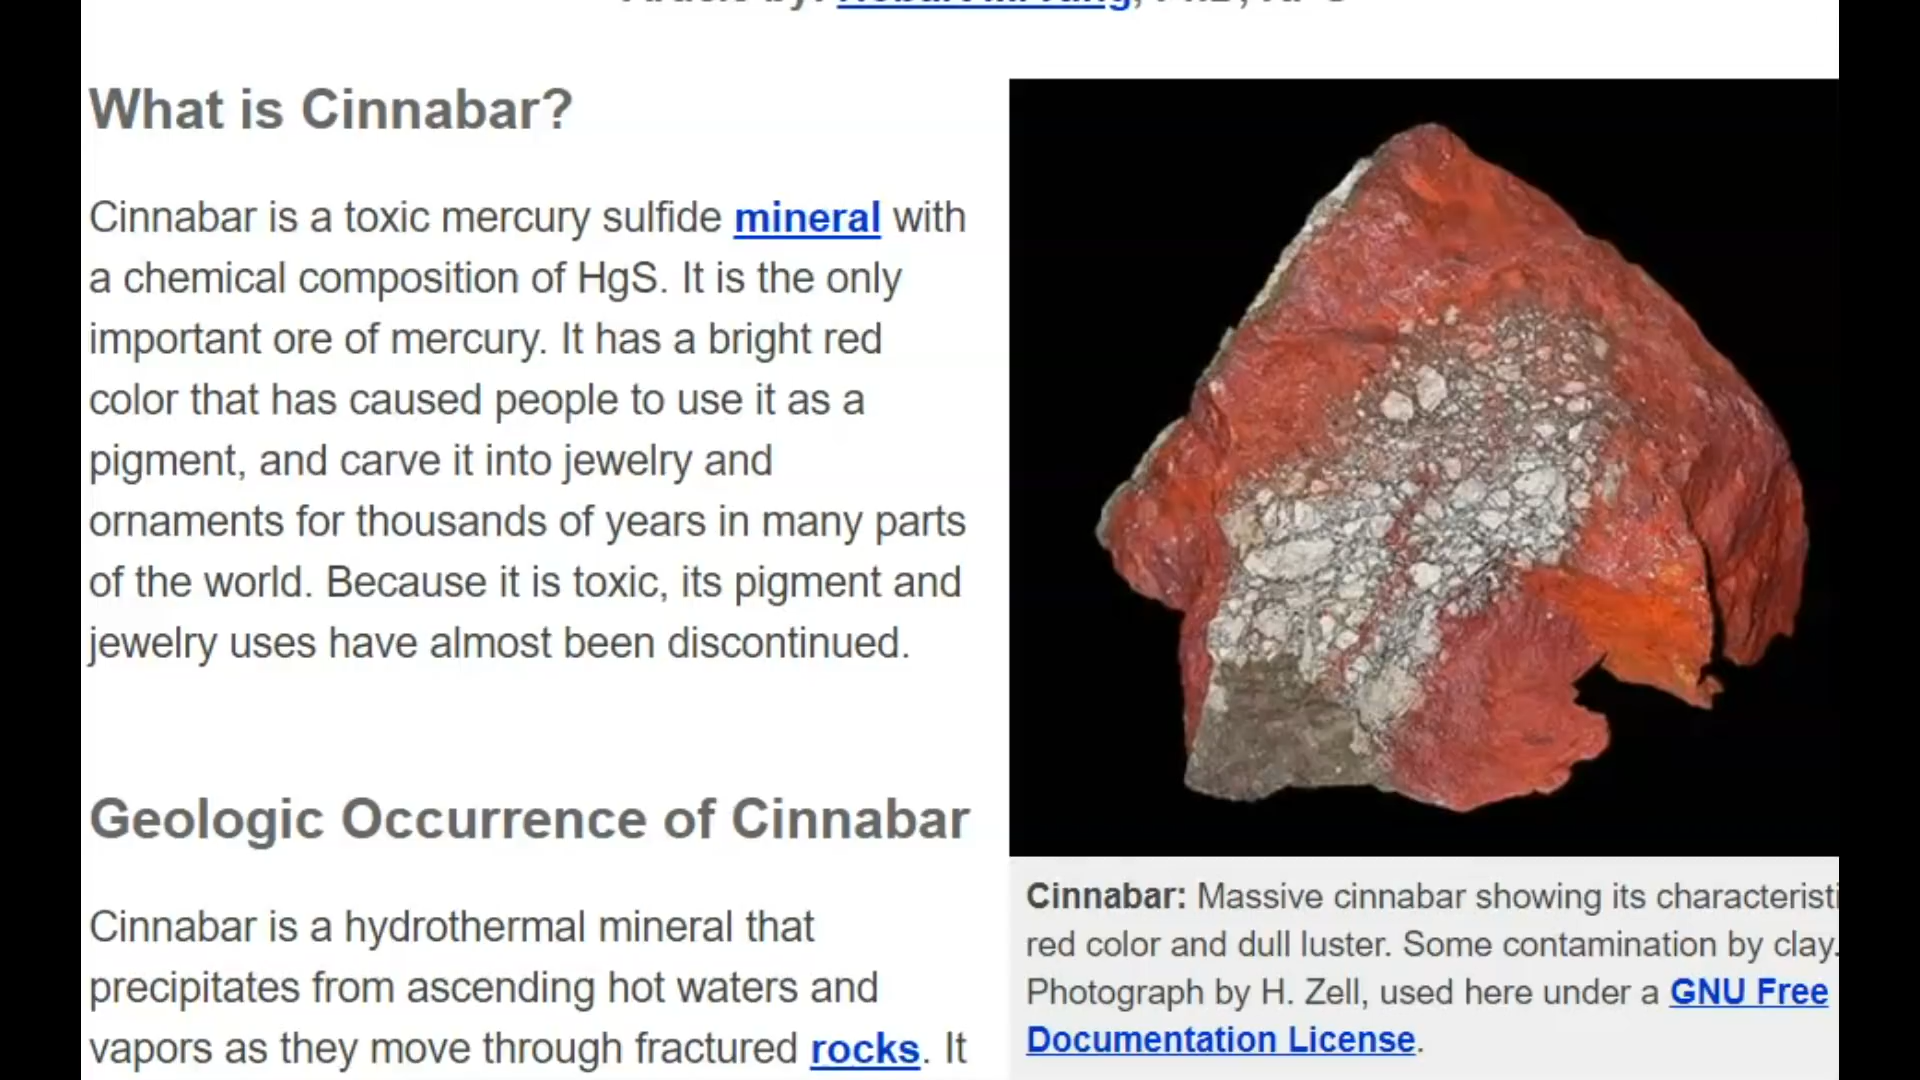 What is Cinnabar?
Cinnabar is a toxic mercury sulfide mineral with
a chemical composition of HgS. It is the only
important ore of mercury. It has a bright red
color that has caused people to use it as a
pigment, and carve it into jewelry and
ornaments for thousands of years in many parts
of the world. Because it is toxic, its pigment and
jewelry uses have almost been discontinued.
Geologic Occurrence of Cinnabar
Cinnabar is a hydrothermal mineral that
precipitates from ascending hot waters and
vapors as they move through fractured rocks. It
Cinnabar: Massive cinnabar showing its characteristi
red color and dull luster. Some contamination by clay.
Photograph by H. Zell, used here under a GNU Free
Documentation License.